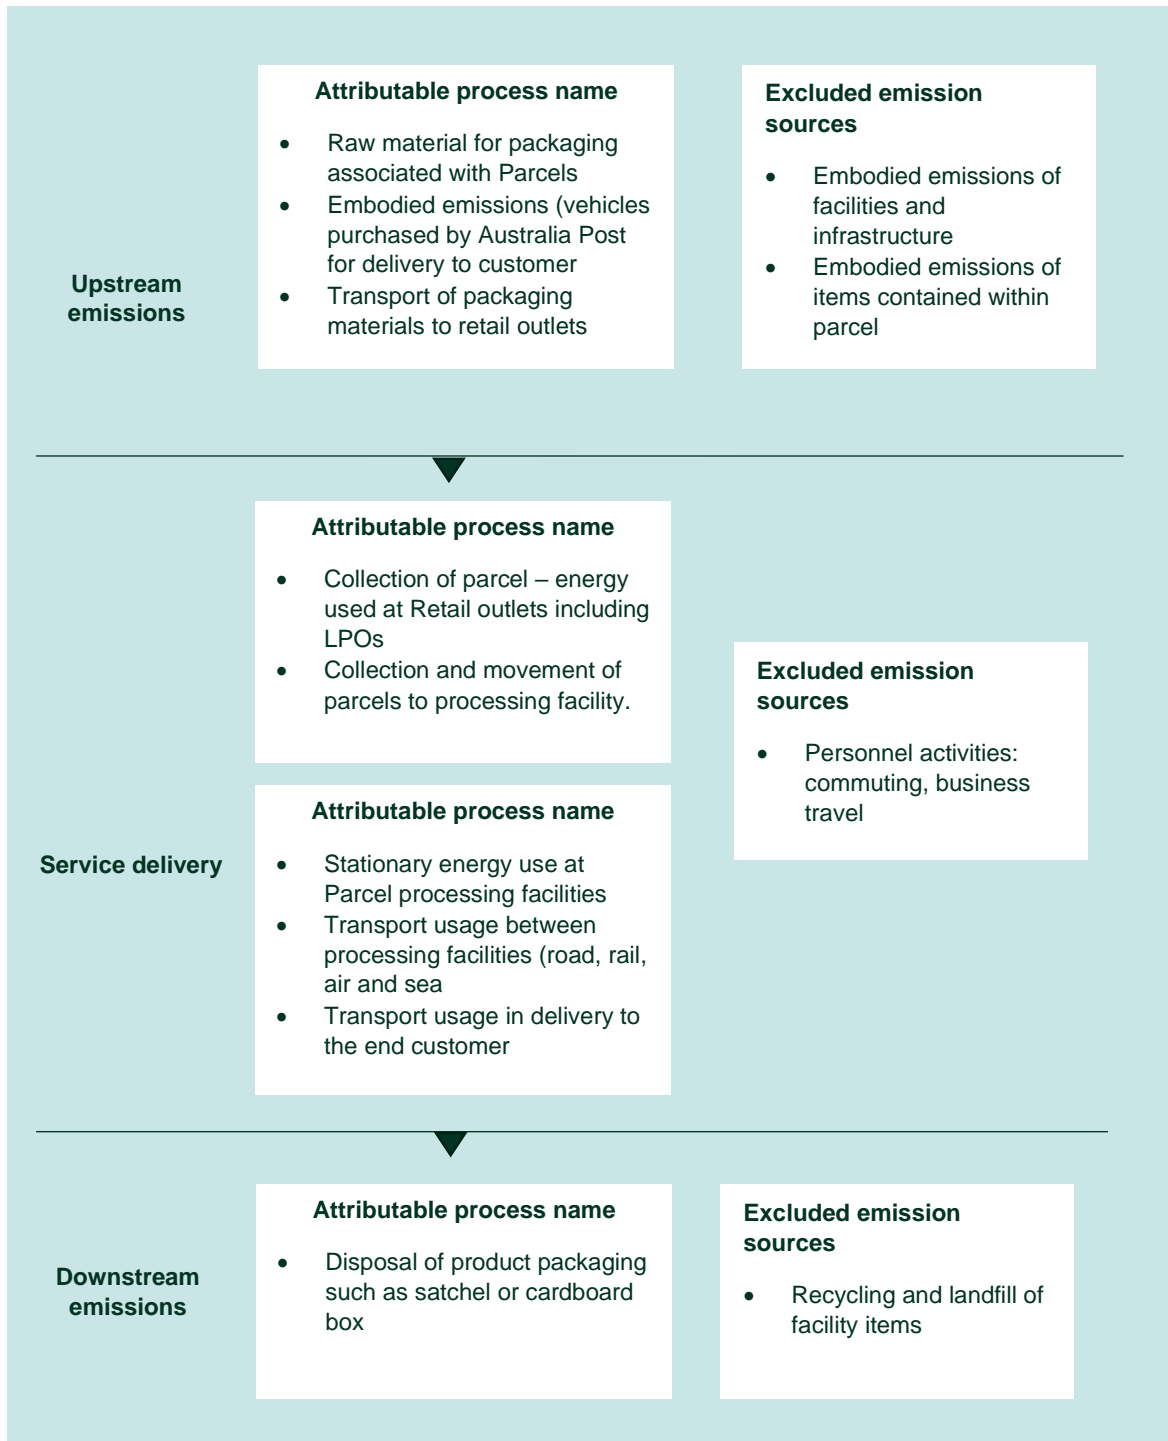 Upstream
emissions
Attributable process name
• Raw material for packaging
associated with Parcels
• Embodied emissions (vehicles
purchased by Australia Post
for delivery to customer
• Transport of packaging
materials to retail outlets
Excluded emission
sources
• Embodied emissions of
facilities and
infrastructure
• Embodied emissions of
items contained within
parcel
Service delivery
Attributable process name
• Collection of parcel – energy
used at Retail outlets including
LPOs
• Collection and movement of
parcels to processing facility.
Attributable process name
• Stationary energy use at
Parcel processing facilities
• Transport usage between
processing facilities (road, rail,
air and sea
• Transport usage in delivery to
the end customer
Excluded emission
sources
• Personnel activities:
commuting, business
travel
Downstream
emissions
Attributable process name
• Disposal of product packaging
such as satchel or cardboard
box
Excluded emission
sources
• Recycling and landfill of
facility items